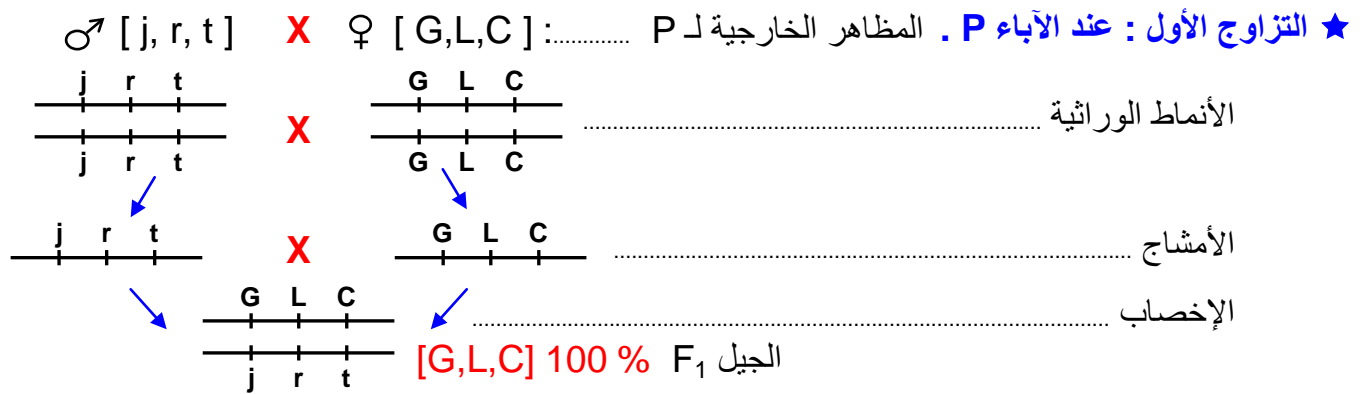 ★ التزاوج الأول : عند الآباء P . المظاهر الخارجية لـ P ............: ♀ [ G,L,C ] X ♂ [ j, r, t ]
G L C j r t
الأنماط الوراثية ............ X
G L C j r t
G L C j r t
الأمشاج ............ X
الإخصاب ............
G L C
الجيل F₁ [G,L,C] 100 %
j r t